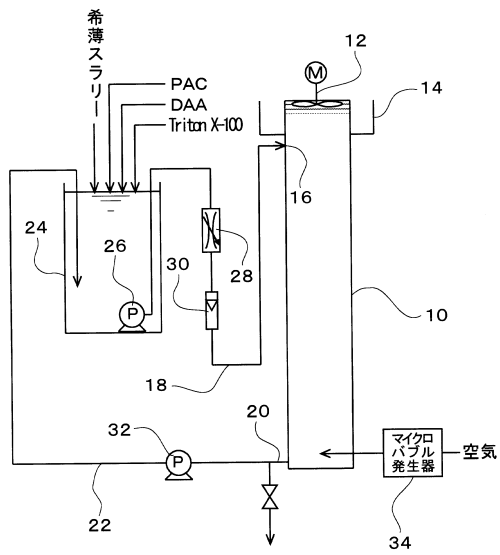 希薄スラリー
PAC
DAA
Triton X-100
M
12
14
16
24
26
P
28
30
18
10
32
P
20
22
マイクロ
バブル
発生器
空気
34